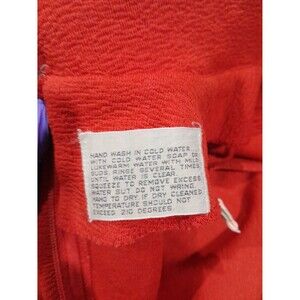 HAND WASH IN COLD WATER
WITH COLD WATER SOAP OR
LUKEWARM WATER WITH MILD
SUDS. RINSE SEVERAL TIMES
UNTIL WATER IS CLEAR.
SQUEEZE TO REMOVE EXCESS
WATER BUT DO NOT WRING.
HANG TO DRY IF DRY CLEANED
TEMPERATURE SHOULD NOT
EXCEED 210 DEGREES.